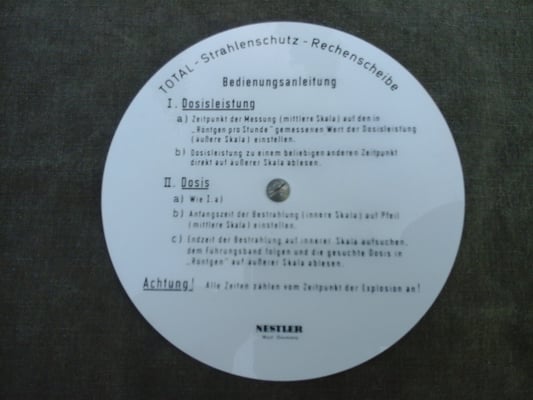 TOTAL - Strahlenschutz - Rechenscheibe
Bedienungsanleitung
I. Dosisleistung
a) Zeitpunkt der Messung (mittlere Skala) auf den in
„Röntgen pro Stunde" gemessenen Wert der Dosisleistung
(äußere Skala) einstellen.
b) Dosisleistung zu einem beliebigen anderen Zeitpunkt
direkt auf äußerer Skala ablesen.
II. Dosis
a) Wie I.a)
b) Anfangszeit der Bestrahlung (innere Skala) auf Pfeil
(mittlere Skala) einstellen.
c) Endzeit der Bestrahlung auf innerer Skala aufsuchen,
dem Führungsband folgen und die gesuchte Dosis in
„Röntgen" auf äußerer Skala ablesen.
Achtung! Alle Zeiten zählen vom Zeitpunkt der Explosion an!
NESTLER
West Germany